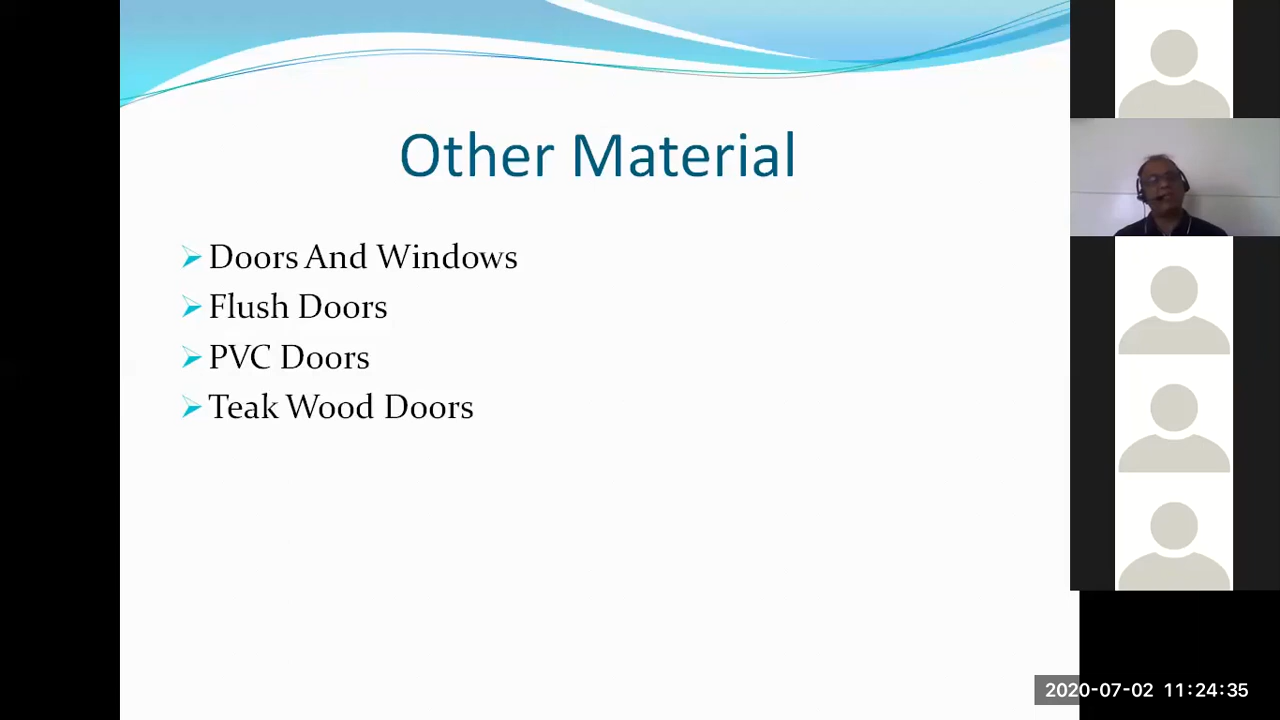 Other Material
Doors And Windows
Flush Doors
PVC Doors
Teak Wood Doors
2020-07-02 11:24:35